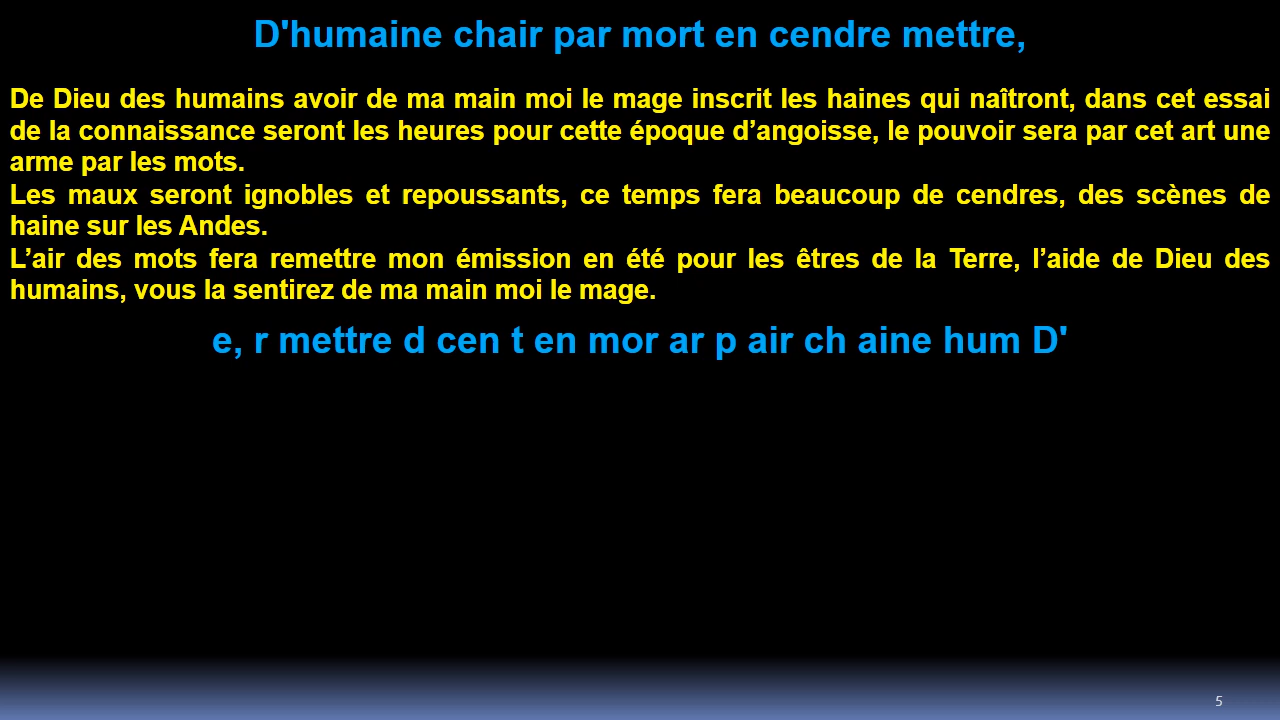 D'humaine chair par mort en cendre mettre,
De Dieu des humains avoir de ma main moi le mage inscrit les haines qui naîtront, dans cet essai
de la connaissance seront les heures pour cette époque d’angoisse, le pouvoir sera par cet art une
arme par les mots.
Les maux seront ignobles et repoussants, ce temps fera beaucoup de cendres, des scènes de
haine sur les Andes.
L’air des mots fera remettre mon émission en été pour les êtres de la Terre, l’aide de Dieu des
humains, vous la sentirez de ma main moi le mage.
e, r mettre d cen t en mor ar p air ch aine hum D'
5